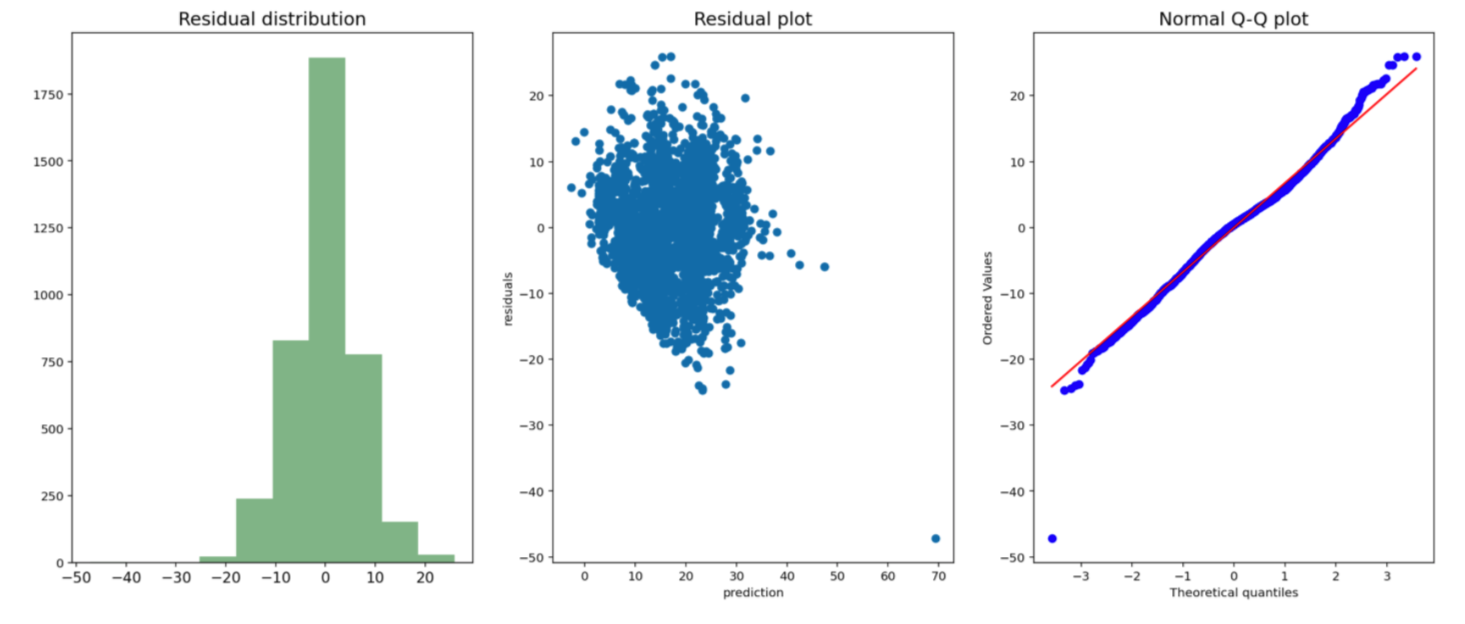 Residual distribution
1750
1500
1250
1000
750
500
250
0
−50 −40 −30 −20 −10 0 10 20
Residual plot
20
10
0
−10
−20
−30
−40
−50
residuals
0 10 20 30 40 50 60 70
prediction
Normal Q-Q plot
20
10
0
−10
−20
−30
−40
−50
Ordered Values
−3 −2 −1 0 1 2 3
Theoretical quantiles